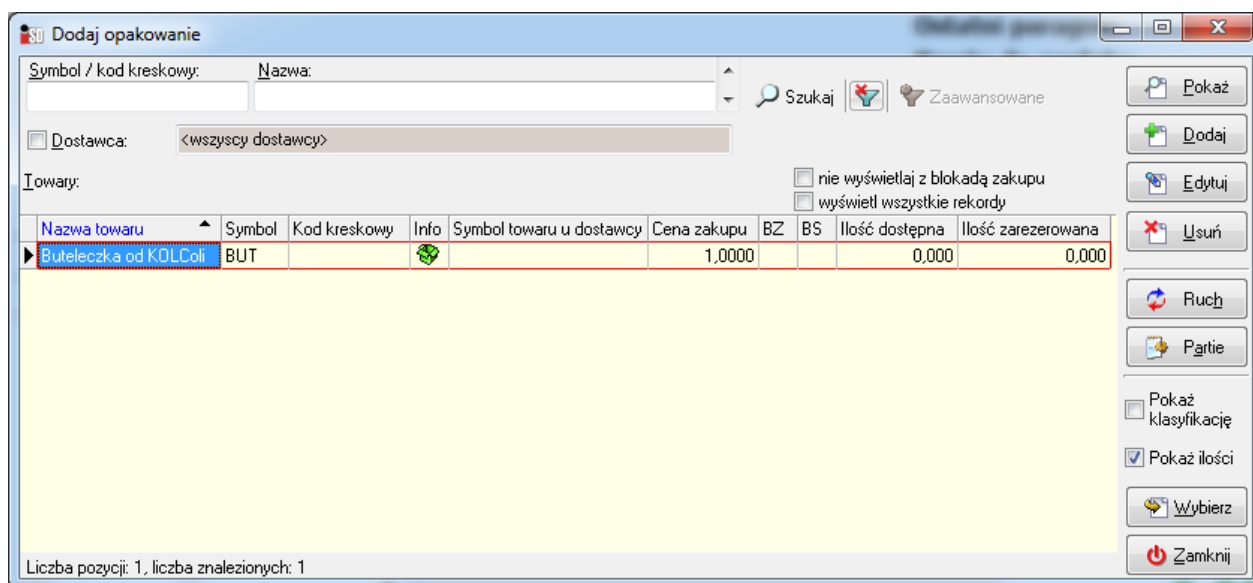 Dodaj opakowanie
Symbol / kod kreskowy: Nazwa:
Szukaj Zaawansowane
Dostawca: <wszyscy dostawcy>
Towary:
nie wyświetlaj z blokadą zakupu
wyświetl wszystkie rekordy
Nazwa towaru Symbol Kod kreskowy Info Symbol towaru u dostawcy Cena zakupu BZ BS Ilość dostępna Ilość zarezerowana
Buteleczka od KOLColi BUT 1,0000 0,000 0,000
Liczba pozycji: 1, liczba znalezionych: 1
Pokaż
Dodaj
Edytuj
Usuń
Ruch
Partie
Pokaż
klasyfikację
Pokaż ilości
Wybierz
Zamknij